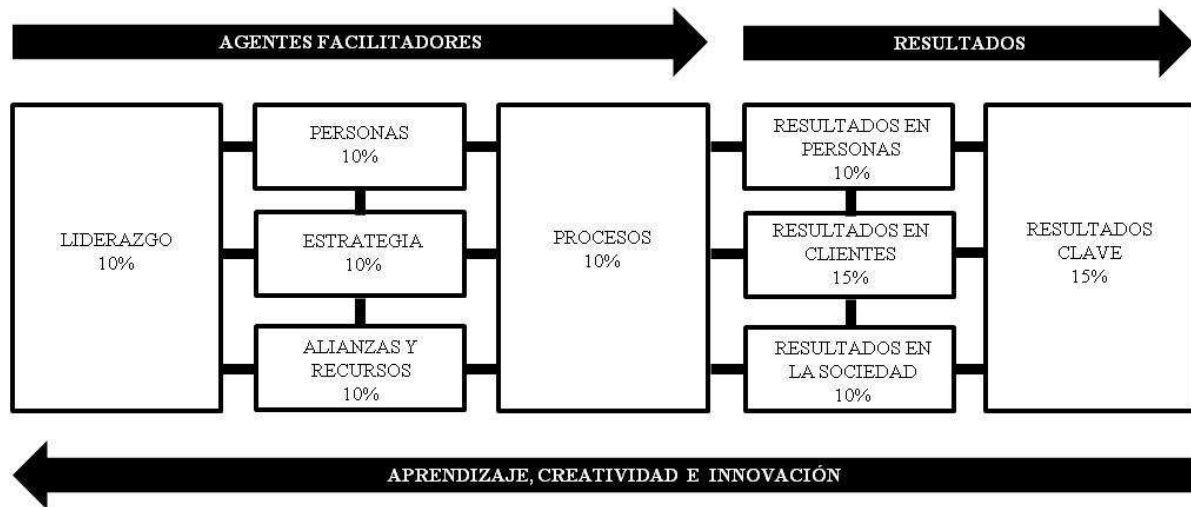 AGENTES FACILITADORES
RESULTADOS
LIDERAZGO
10%
PERSONAS
10%
ESTRATEGIA
10%
ALIANZAS Y
RECURSOS
10%
PROCESOS
10%
RESULTADOS EN
PERSONAS
10%
RESULTADOS EN
CLIENTES
15%
RESULTADOS EN
LA SOCIEDAD
10%
RESULTADOS
CLAVE
15%
APRENDIZAJE, CREATIVIDAD E INNOVACIÓN